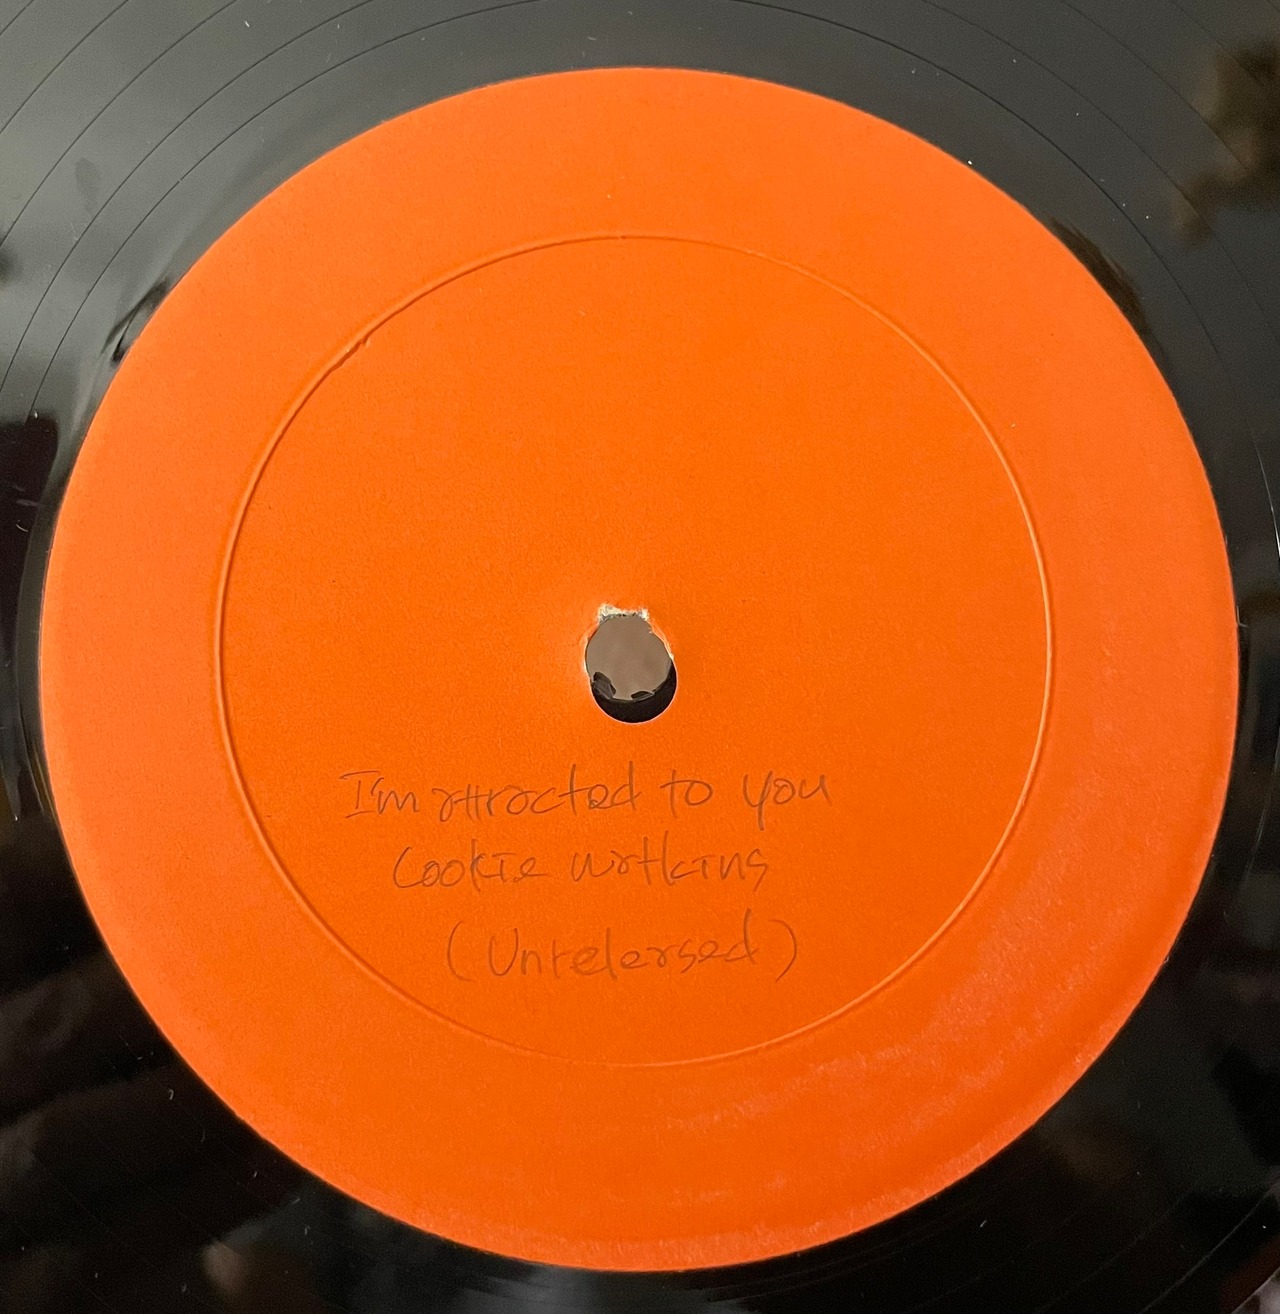 I'm attracted to you
Cookie Watkins
(Unreleased)